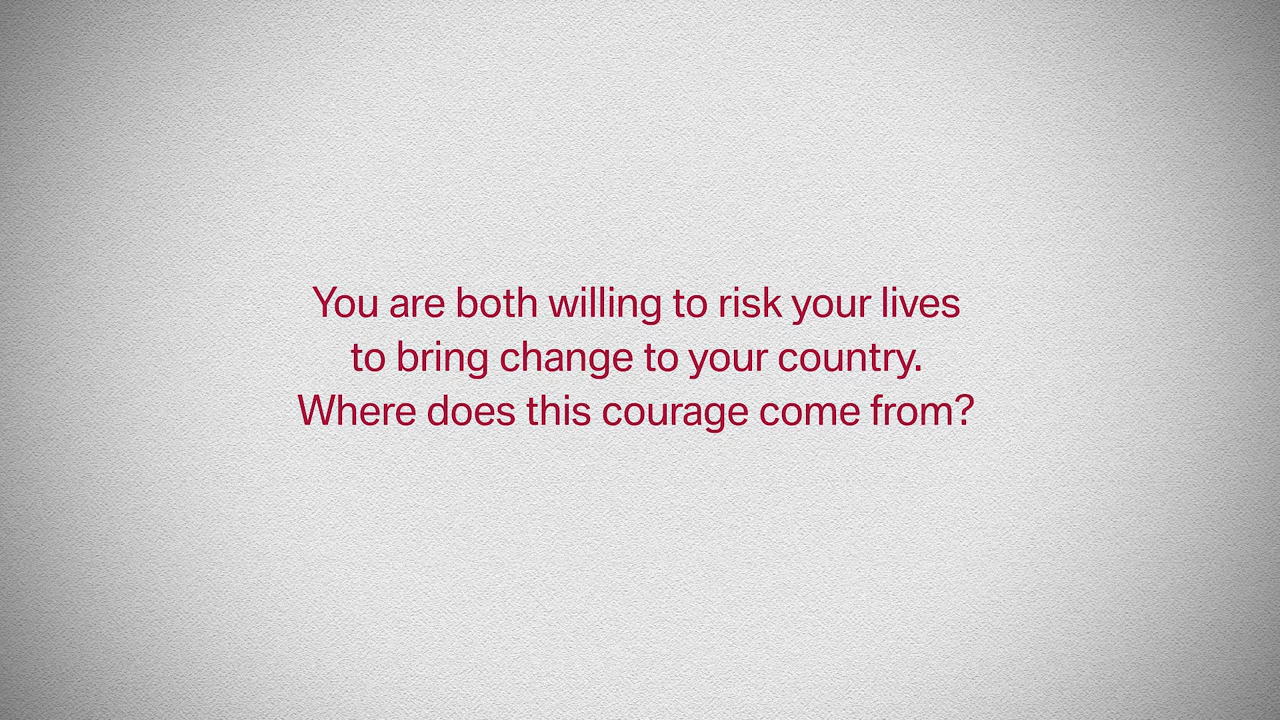 You are both willing to risk your lives
to bring change to your country.
Where does this courage come from?